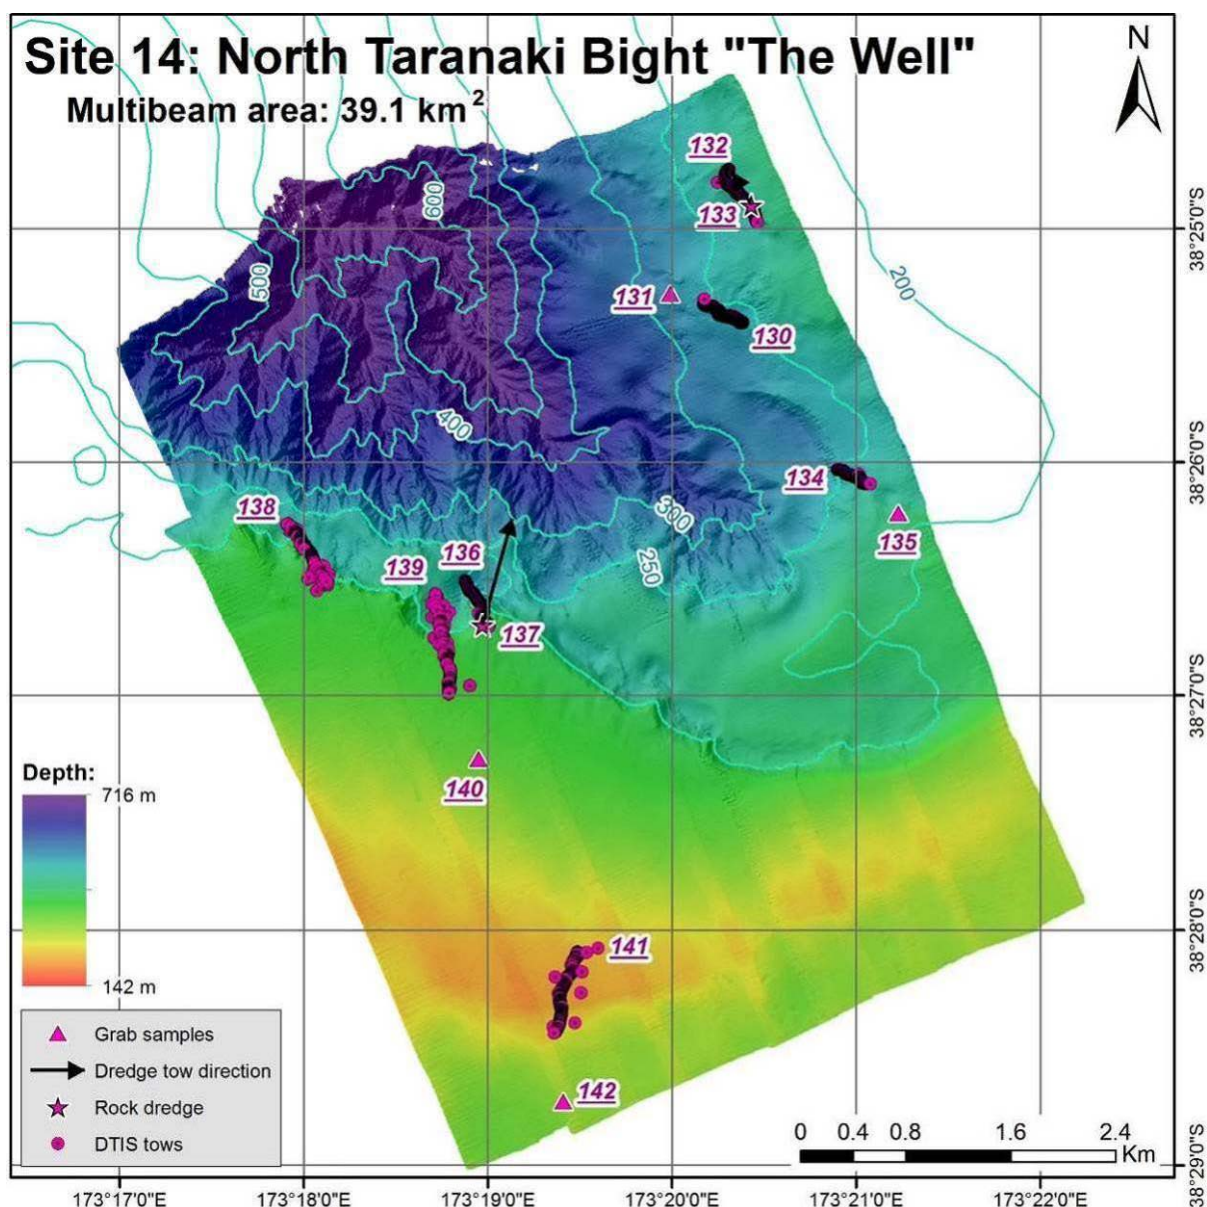 Site 14: North Taranaki Bight "The Well"
Multibeam area: 39.1 km2
N
132
133
600
500
200
131
130
38°25'0"S
400
134
38°26'0"S
138
300
135
136
139
250
137
38°27'0"S
Depth:
716 m
140
142 m
38°28'0"S
141
Grab samples
Dredge tow direction
Rock dredge
DTIS tows
142
0 0.4 0.8 1.6 2.4
Km
38°29'0"S
173°17'0"E 173°18'0"E 173°19'0"E 173°20'0"E 173°21'0"E 173°22'0"E